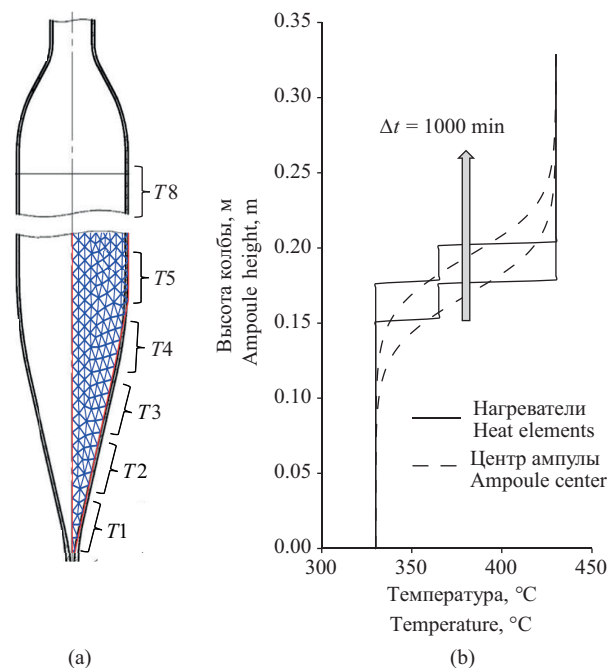 T8
T5
T4
T3
T2
T1
(a)
Высота колбы, м
Ampoule height, m
0.35
0.30
0.25
0.20
0.15
0.10
0.05
0.00
Δt = 1000 min
Нагреватели
Heat elements
Центр ампулы
Ampoule center
300 350 400 450
Температура, °C
Temperature, °C
(b)